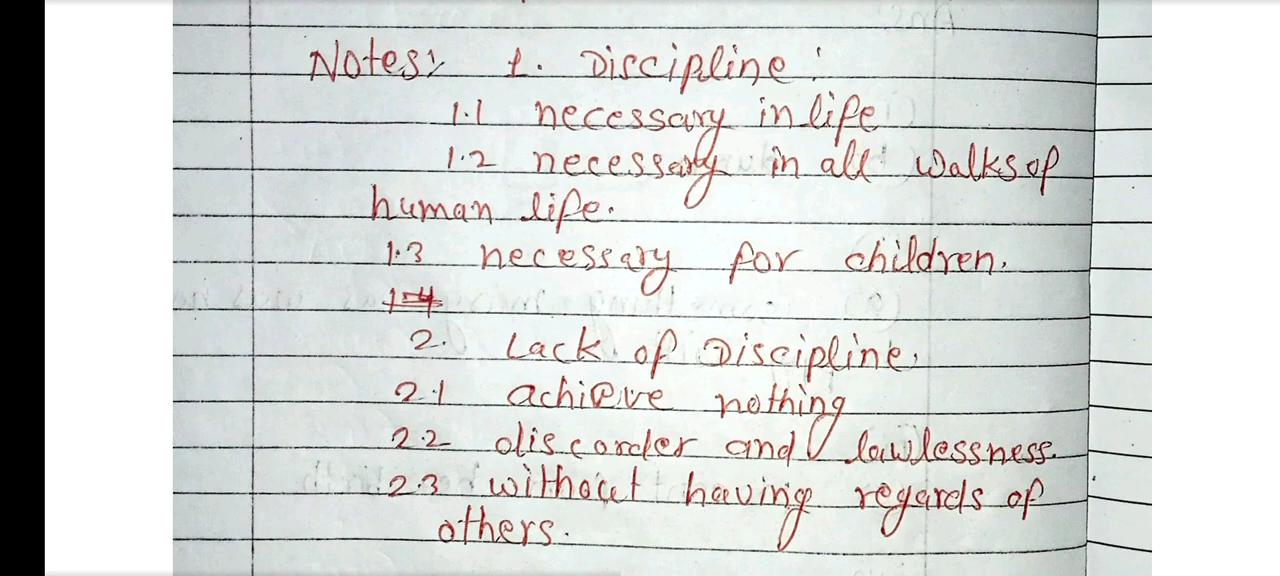 Notes: 1. Discipline:
1.1 necessary in life
1.2 necessary in all walks of
human life.
1.3 necessary for children.
1.4
2. Lack of Discipline.
2.1 achieve nothing
2.2 discorder and lawlessness.
2.3 without having regards of
others.